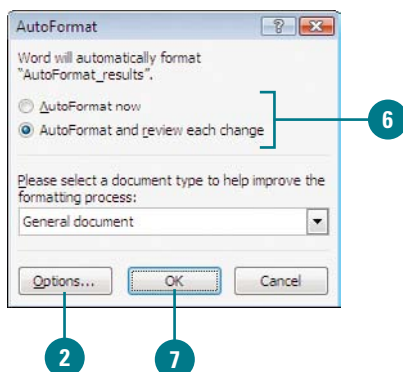 AutoFormat
Word will automatically format
"AutoFormat_results".
AutoFormat now
AutoFormat and review each change
6
Please select a document type to help improve the
formatting process:
General document
Options... OK Cancel
2 7